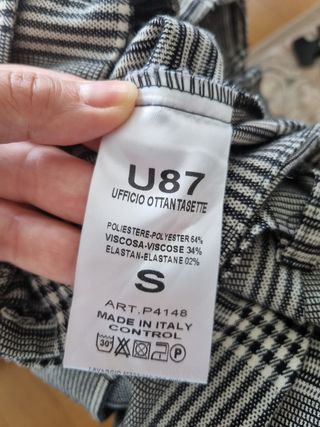 U87
UFFICIO OTTANTASETTE
POLIESTERE-POLYESTER 64%
VISCOSA-VISCOSE 34%
ELASTAN-ELASTANE 02%
S
ART.P4148
MADE IN ITALY
CONTROL
30° P